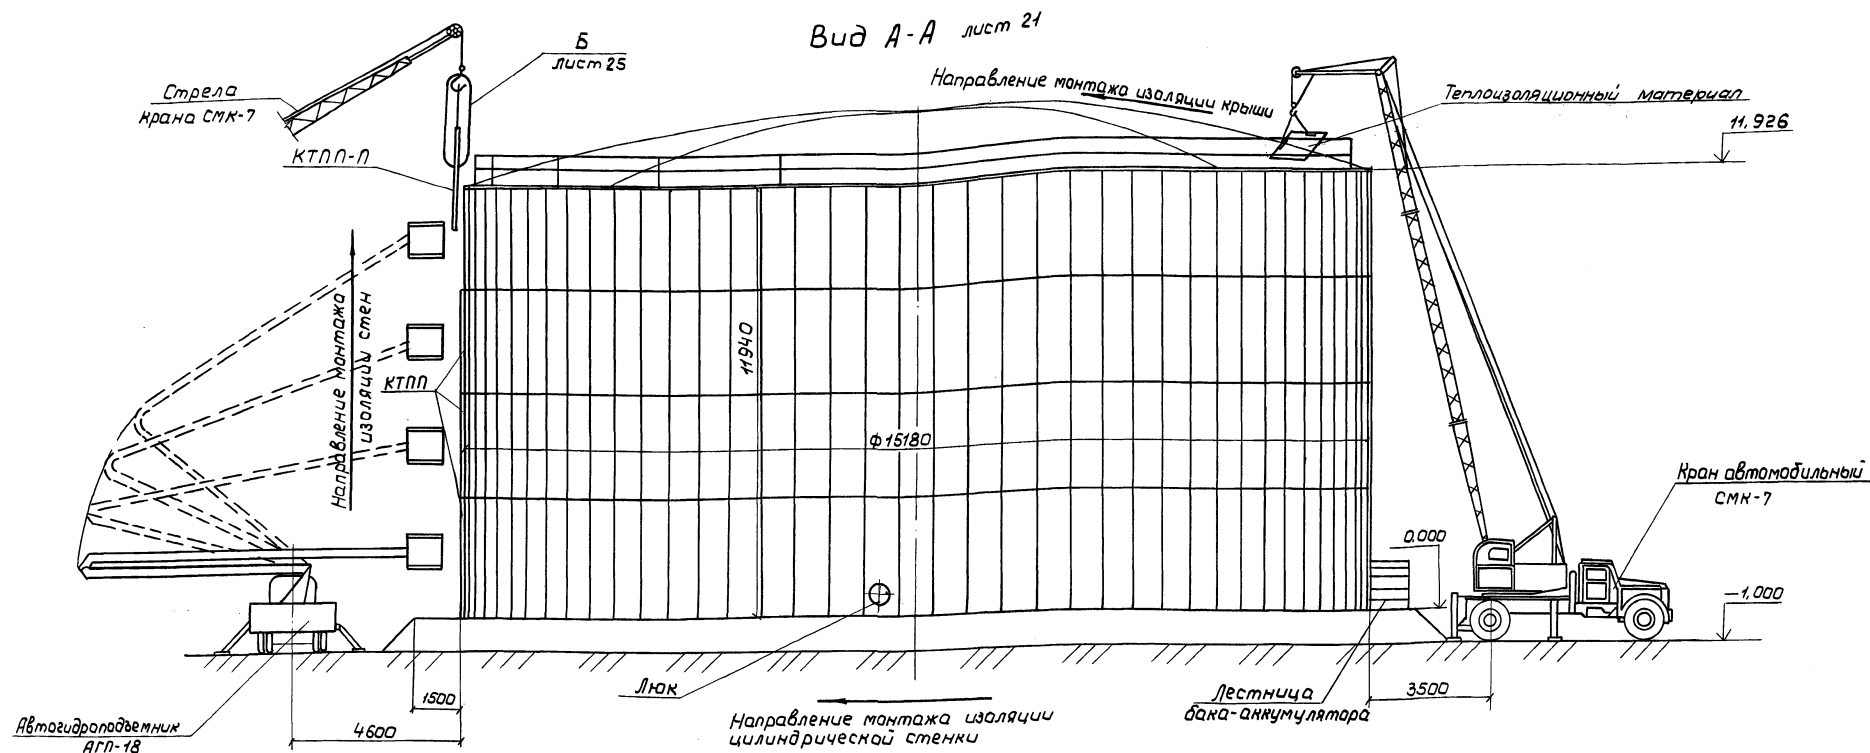 Вид А-А лист 21
Б
лист 25
Стрела
крана СМК-7
КТПП-П
Направление монтажа изоляции крыши
Теплоизоляционный материал
11.926
Направление монтажа
изоляции стен
КТПП
11940
ф15180
Кран автомобильный
СМК-7
0.000
-1.000
Люк
Лестница
бака-аккумулятора
3500
1500
4600
Автогидроподъемник
АГП-18
Направление монтажа изоляции
цилиндрической стенки